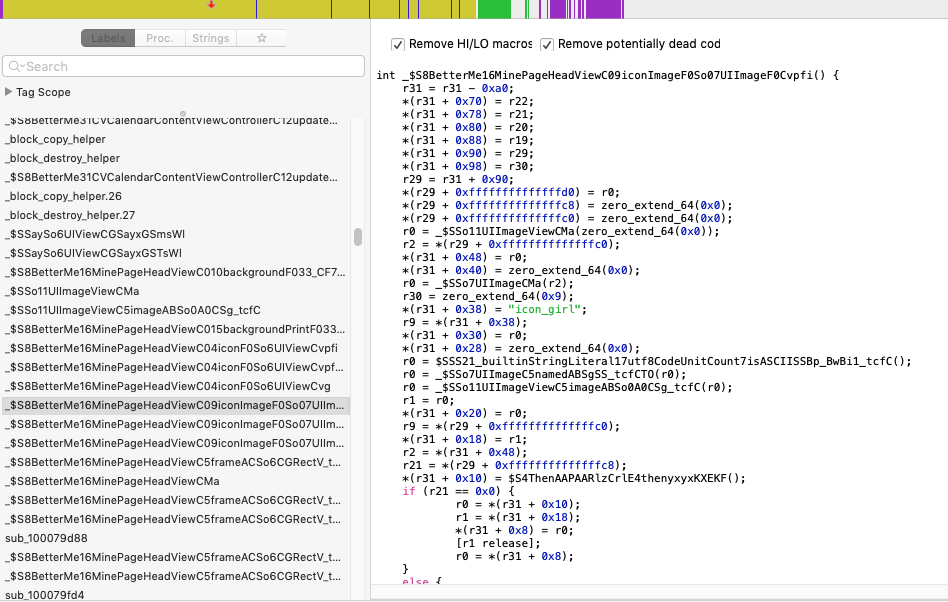 Labels Proc. Strings ☆
Search
Tag Scope
_$S8BetterMe31CVCalendarContentViewControllerC12update...
_block_copy_helper
_block_destroy_helper
_$S8BetterMe31CVCalendarContentViewControllerC12update...
_block_copy_helper.26
_block_destroy_helper.27
_$SSaySo6UIViewCGSayxGSmsWl
_$SSaySo6UIViewCGSayxGSTsWl
_$S8BetterMe16MinePageHeadViewC010backgroundF033_CF7...
_$SSo11UIImageViewCMa
_$SSo11UIImageViewC5imageABSo0A0CSg_tcfC
_$S8BetterMe16MinePageHeadViewC015backgroundPrintF033...
_$S8BetterMe16MinePageHeadViewC04iconF0So6UIViewCvpfi
_$S8BetterMe16MinePageHeadViewC04iconF0So6UIViewCvpf...
_$S8BetterMe16MinePageHeadViewC04iconF0So6UIViewCvg
_$S8BetterMe16MinePageHeadViewC09iconImageF0So07UIIm...
_$S8BetterMe16MinePageHeadViewC09iconImageF0So07UIIm...
_$S8BetterMe16MinePageHeadViewC09iconImageF0So07UIIm...
_$S8BetterMe16MinePageHeadViewC5frameACSo6CGRectV_t...
_$S8BetterMe16MinePageHeadViewCMa
_$S8BetterMe16MinePageHeadViewC5frameACSo6CGRectV_t...
_$S8BetterMe16MinePageHeadViewC5frameACSo6CGRectV_t...
sub_100079d88
_$S8BetterMe16MinePageHeadViewC5frameACSo6CGRectV_t...
_$S8BetterMe16MinePageHeadViewC5frameACSo6CGRectV_t...
sub_100079fd4
Remove HI/LO macros Remove potentially dead cod
int _$S8BetterMe16MinePageHeadViewC09iconImageF0So07UIImageF0Cvpfi() {
r31 = r31 - 0xa0;
*(r31 + 0x70) = r22;
*(r31 + 0x78) = r21;
*(r31 + 0x80) = r20;
*(r31 + 0x88) = r19;
*(r31 + 0x90) = r29;
*(r31 + 0x98) = r30;
r29 = r31 + 0x90;
*(r29 + 0xffffffffffffffd0) = r0;
*(r29 + 0xffffffffffffffc8) = zero_extend_64(0x0);
*(r29 + 0xffffffffffffffc0) = zero_extend_64(0x0);
r0 = _$SSo11UIImageViewCMa(zero_extend_64(0x0));
r2 = *(r29 + 0xffffffffffffffc0);
*(r31 + 0x48) = r0;
*(r31 + 0x40) = zero_extend_64(0x0);
r0 = _$SSo7UIImageCMa(r2);
r30 = zero_extend_64(0x9);
*(r31 + 0x38) = "icon_girl";
r9 = *(r31 + 0x38);
*(r31 + 0x30) = r0;
*(r31 + 0x28) = zero_extend_64(0x0);
r0 = $SSS21_builtinStringLiteral17utf8CodeUnitCount7isASCIISSBp_BwBi1_tcfC();
r0 = _$SSo7UIImageC5namedABSgSS_tcfCTO(r0);
r0 = _$SSo11UIImageViewC5imageABSo0A0CSg_tcfC(r0);
r1 = r0;
*(r31 + 0x20) = r0;
r9 = *(r29 + 0xffffffffffffffc0);
*(r31 + 0x18) = r1;
r2 = *(r31 + 0x48);
r21 = *(r29 + 0xffffffffffffffc8);
*(r31 + 0x10) = $S4ThenAAPAARlzCrlE4thenyxyxKXEKF();
if (r21 == 0x0) {
r0 = *(r31 + 0x10);
r1 = *(r31 + 0x18);
*(r31 + 0x8) = r0;
[r1 release];
r0 = *(r31 + 0x8);
}
else {